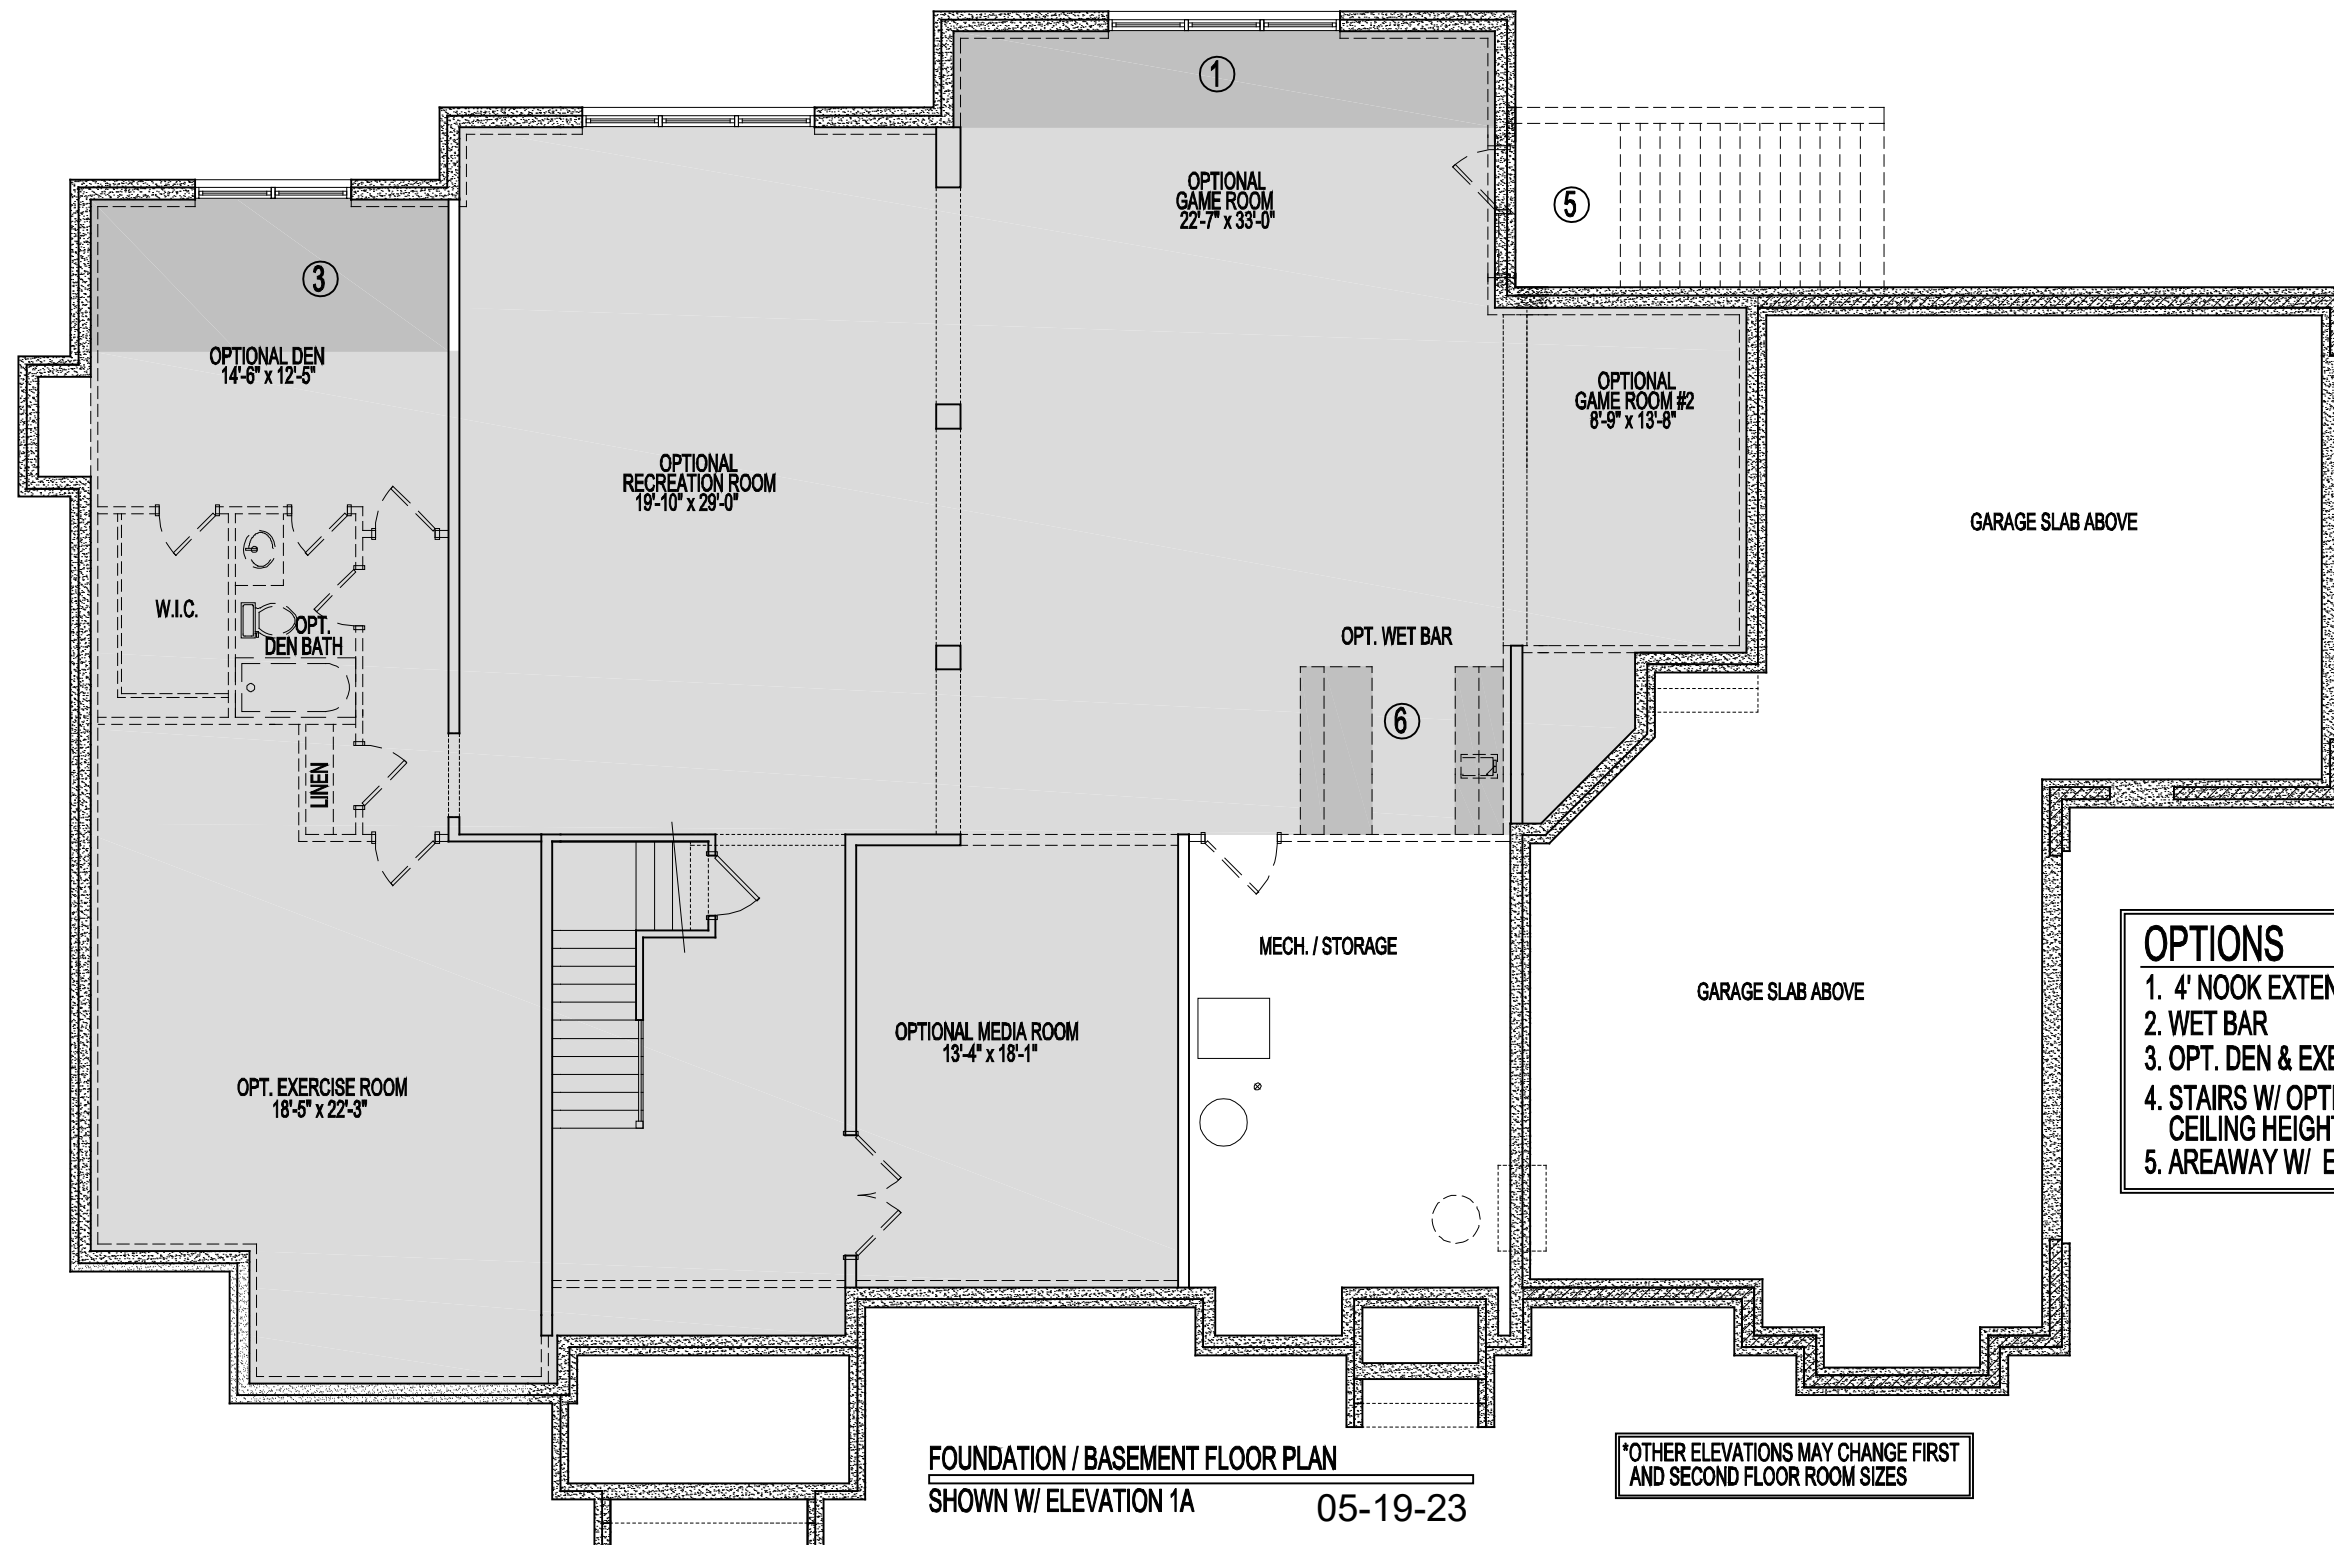 1
OPTIONAL
GAME ROOM
22'-7" x 33'-0"
5
3
OPTIONAL DEN
14'-6" x 12'-5"
OPTIONAL
GAME ROOM #2
8'-9" x 13'-8"
OPTIONAL
RECREATION ROOM
19'-10" x 29'-0"
GARAGE SLAB ABOVE
W.I.C.
OPT.
DEN BATH
OPT. WET BAR
6
LINEN
MECH. / STORAGE
GARAGE SLAB ABOVE
OPTIONAL MEDIA ROOM
13'-4" x 18'-1"
OPT. EXERCISE ROOM
18'-5" x 22'-3"
OPTIONS
1. 4' NOOK EXTEN
2. WET BAR
3. OPT. DEN & EXE
4. STAIRS W/ OPTI
CEILING HEIGHT
5. AREAWAY W/ E
FOUNDATION / BASEMENT FLOOR PLAN
SHOWN W/ ELEVATION 1A
05-19-23
*OTHER ELEVATIONS MAY CHANGE FIRST
AND SECOND FLOOR ROOM SIZES